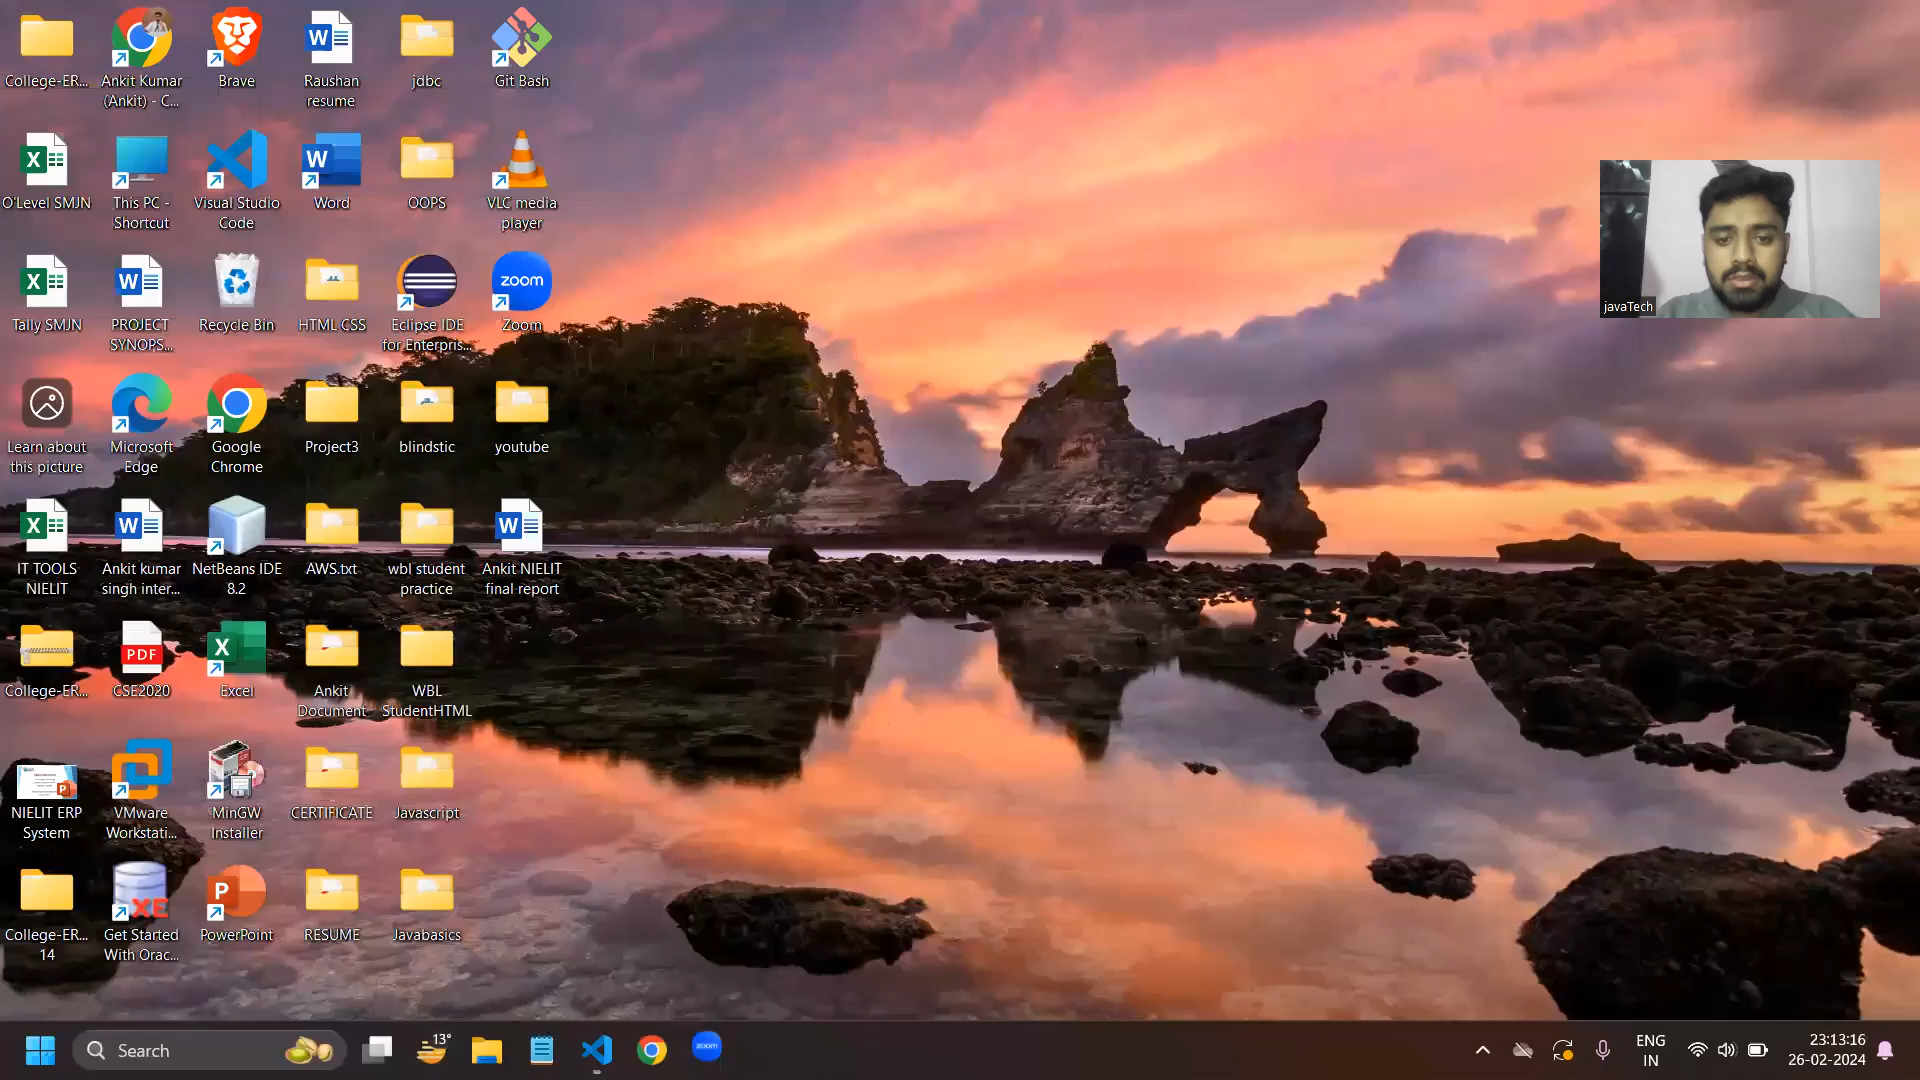 College-ER...
Ankit Kumar
(Ankit) - C...
Brave
Raushan
resume
jdbc
Git Bash
O'Level SMJN
This PC -
Shortcut
Visual Studio
Code
Word
OOPS
VLC media
player
Tally SMJN
PROJECT
SYNOPS...
Recycle Bin
HTML CSS
Eclipse IDE
for Enterpris...
zoom
Zoom
Learn about
this picture
Microsoft
Edge
Google
Chrome
Project3
blindstic
youtube
IT TOOLS
NIELIT
Ankit kumar
singh inter...
NetBeans IDE
8.2
AWS.txt
wbl student
practice
Ankit NIELIT
final report
College-ER...
PDF
CSE2020
Excel
Ankit
Document
WBL
StudentHTML
NIELIT ERP
System
VMware
Workstati...
MinGW
Installer
CERTIFICATE
Javascript
College-ER...
14
XE
Get Started
With Orac...
PowerPoint
RESUME
Javabasics
javaTech
Search
13°
zoom
ENG
IN
23:13:16
26-02-2024